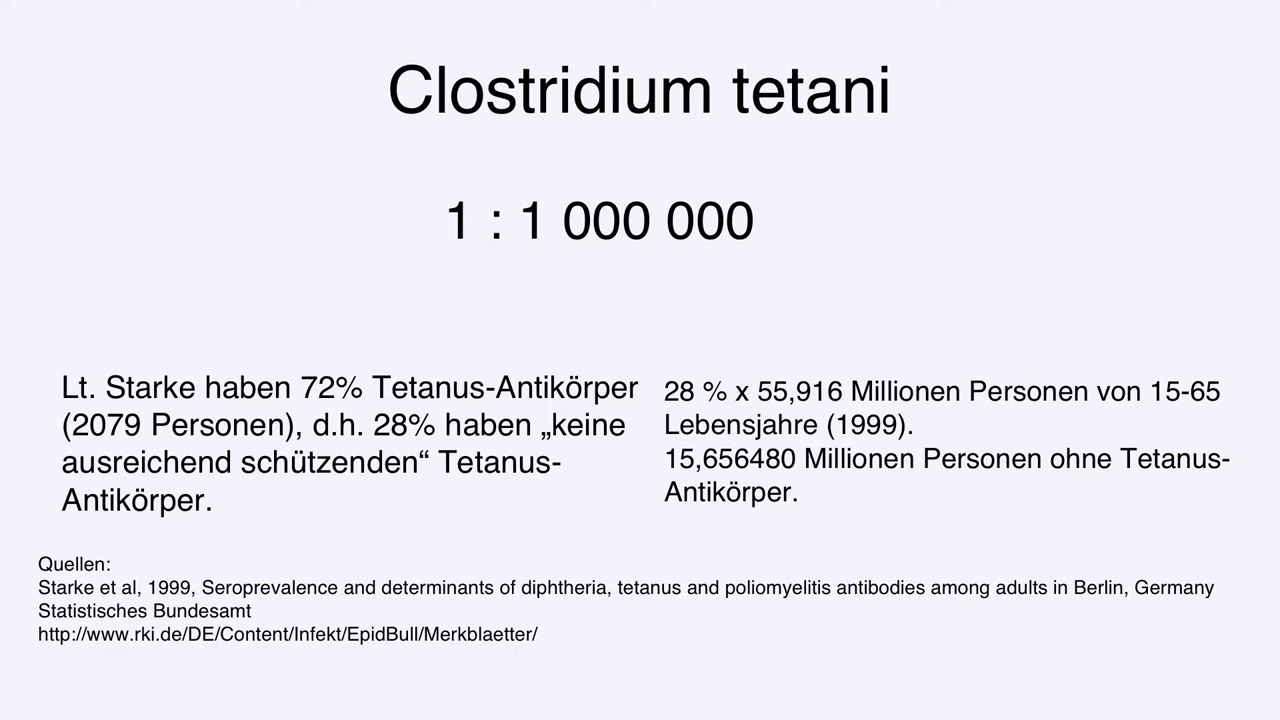 Clostridium tetani
1 : 1 000 000
Lt. Starke haben 72% Tetanus-Antikörper
(2079 Personen), d.h. 28% haben „keine
ausreichend schützenden“ Tetanus-
Antikörper.
28 % x 55,916 Millionen Personen von 15-65
Lebensjahre (1999).
15,656480 Millionen Personen ohne Tetanus-
Antikörper.
Quellen:
Starke et al, 1999, Seroprevalence and determinants of diphtheria, tetanus and poliomyelitis antibodies among adults in Berlin, Germany
Statistisches Bundesamt
http://www.rki.de/DE/Content/Infekt/EpidBull/Merkblaetter/